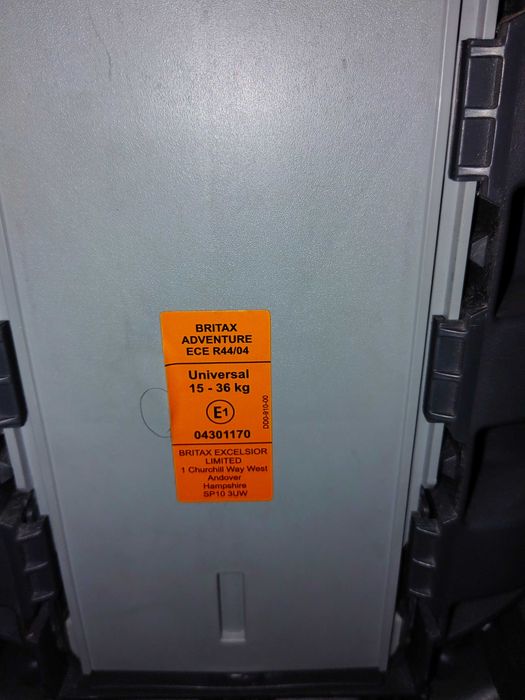 BRITAX
ADVENTURE
ECE R44/04
Universal
15 - 36 kg
E1
04301170
BRITAX EXCELSIOR
LIMITED
1 Churchill Way West
Andover
Hampshire
SP10 3UW
D00-910-00